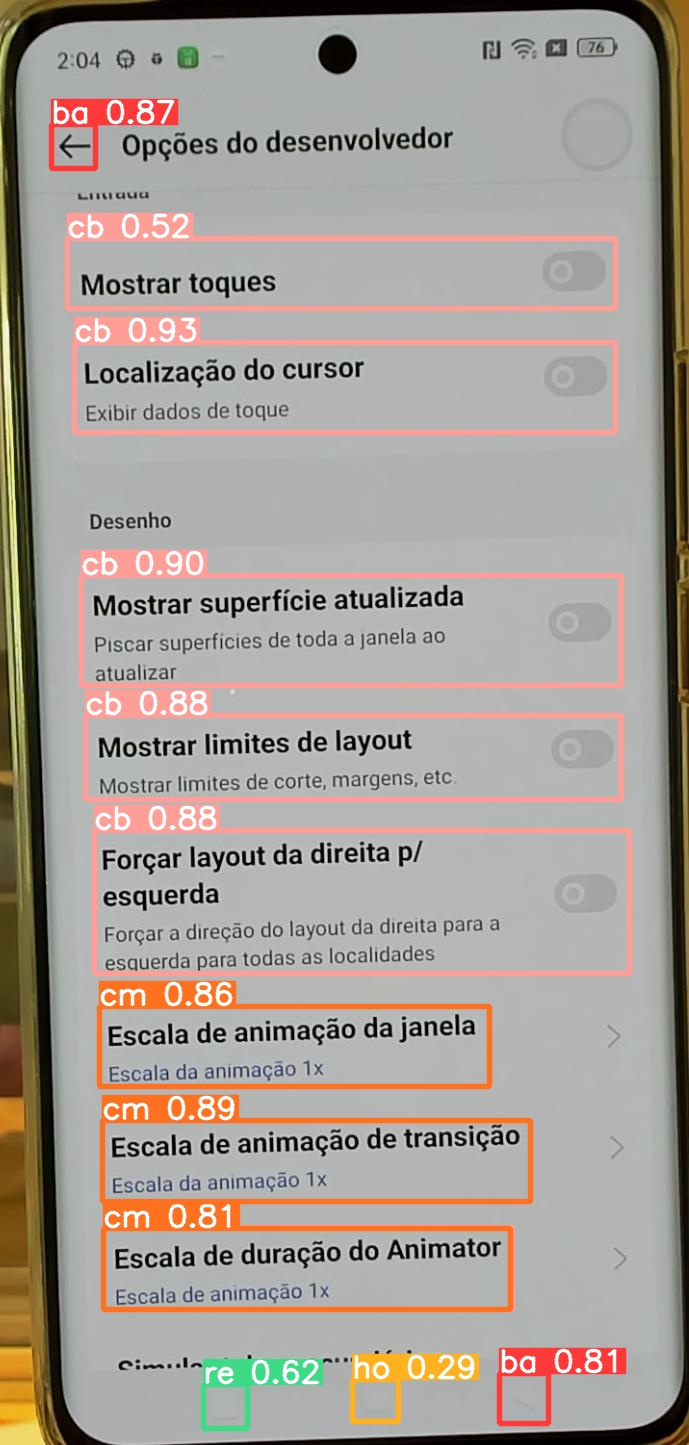 2:04
76
ba 0.87
Opções do desenvolvedor
Entrada
cb 0.52
Mostrar toques
cb 0.93
Localização do cursor
Exibir dados de toque
Desenho
cb 0.90
Mostrar superfície atualizada
Piscar superfícies de toda a janela ao
atualizar
cb 0.88
Mostrar limites de layout
Mostrar limites de corte, margens, etc.
cb 0.88
Forçar layout da direita p/
esquerda
Forçar a direção do layout da direita para a
esquerda para todas as localidades
cm 0.86
Escala de animação da janela
Escala da animação 1x
cm 0.89
Escala de animação de transição
Escala da animação 1x
cm 0.81
Escala de duração do Animator
Escala de animação 1x
re 0.62
ho 0.29
ba 0.81